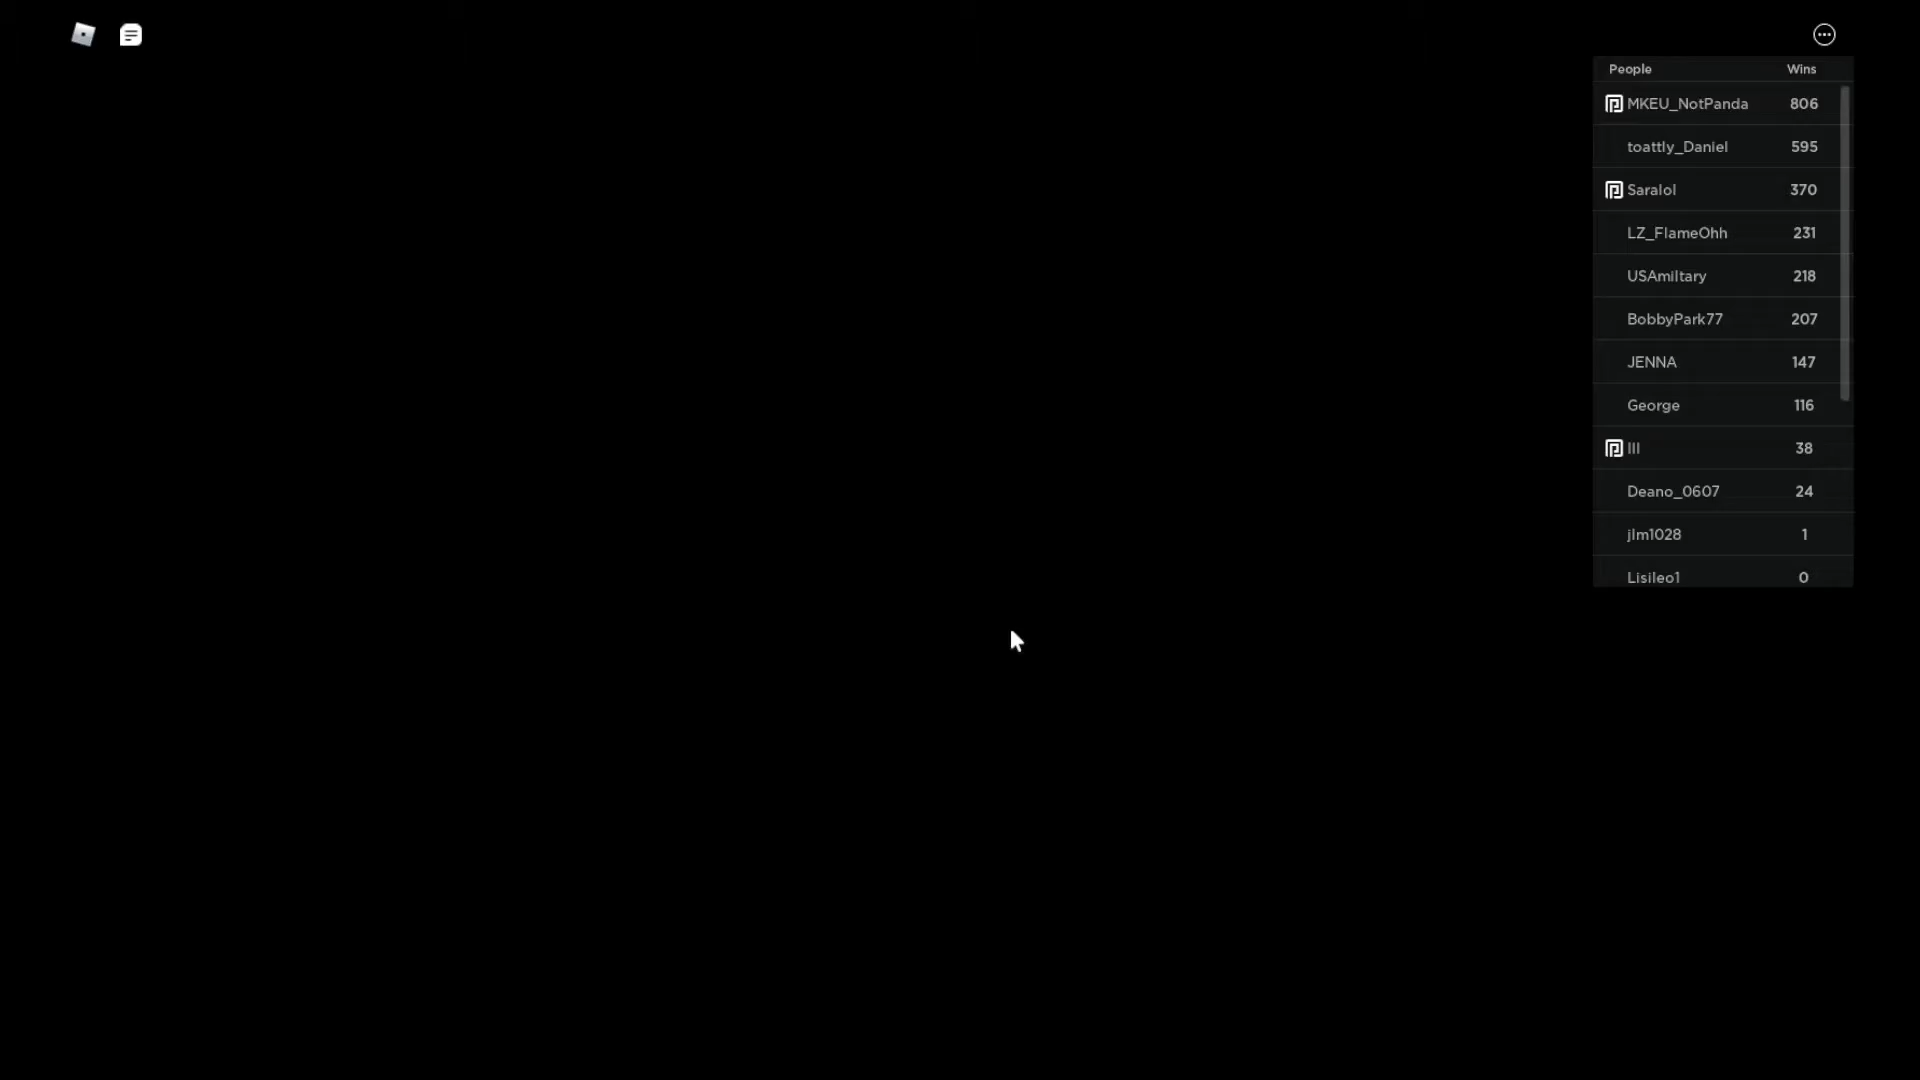 People Wins
MKEU_NotPanda 806
toattly_Daniel 595
Saralol 370
LZ_FlameOhh 231
USAmiltary 218
BobbyPark77 207
JENNA 147
George 116
III 38
Deano_0607 24
jlm1028 1
Lisileo1 0